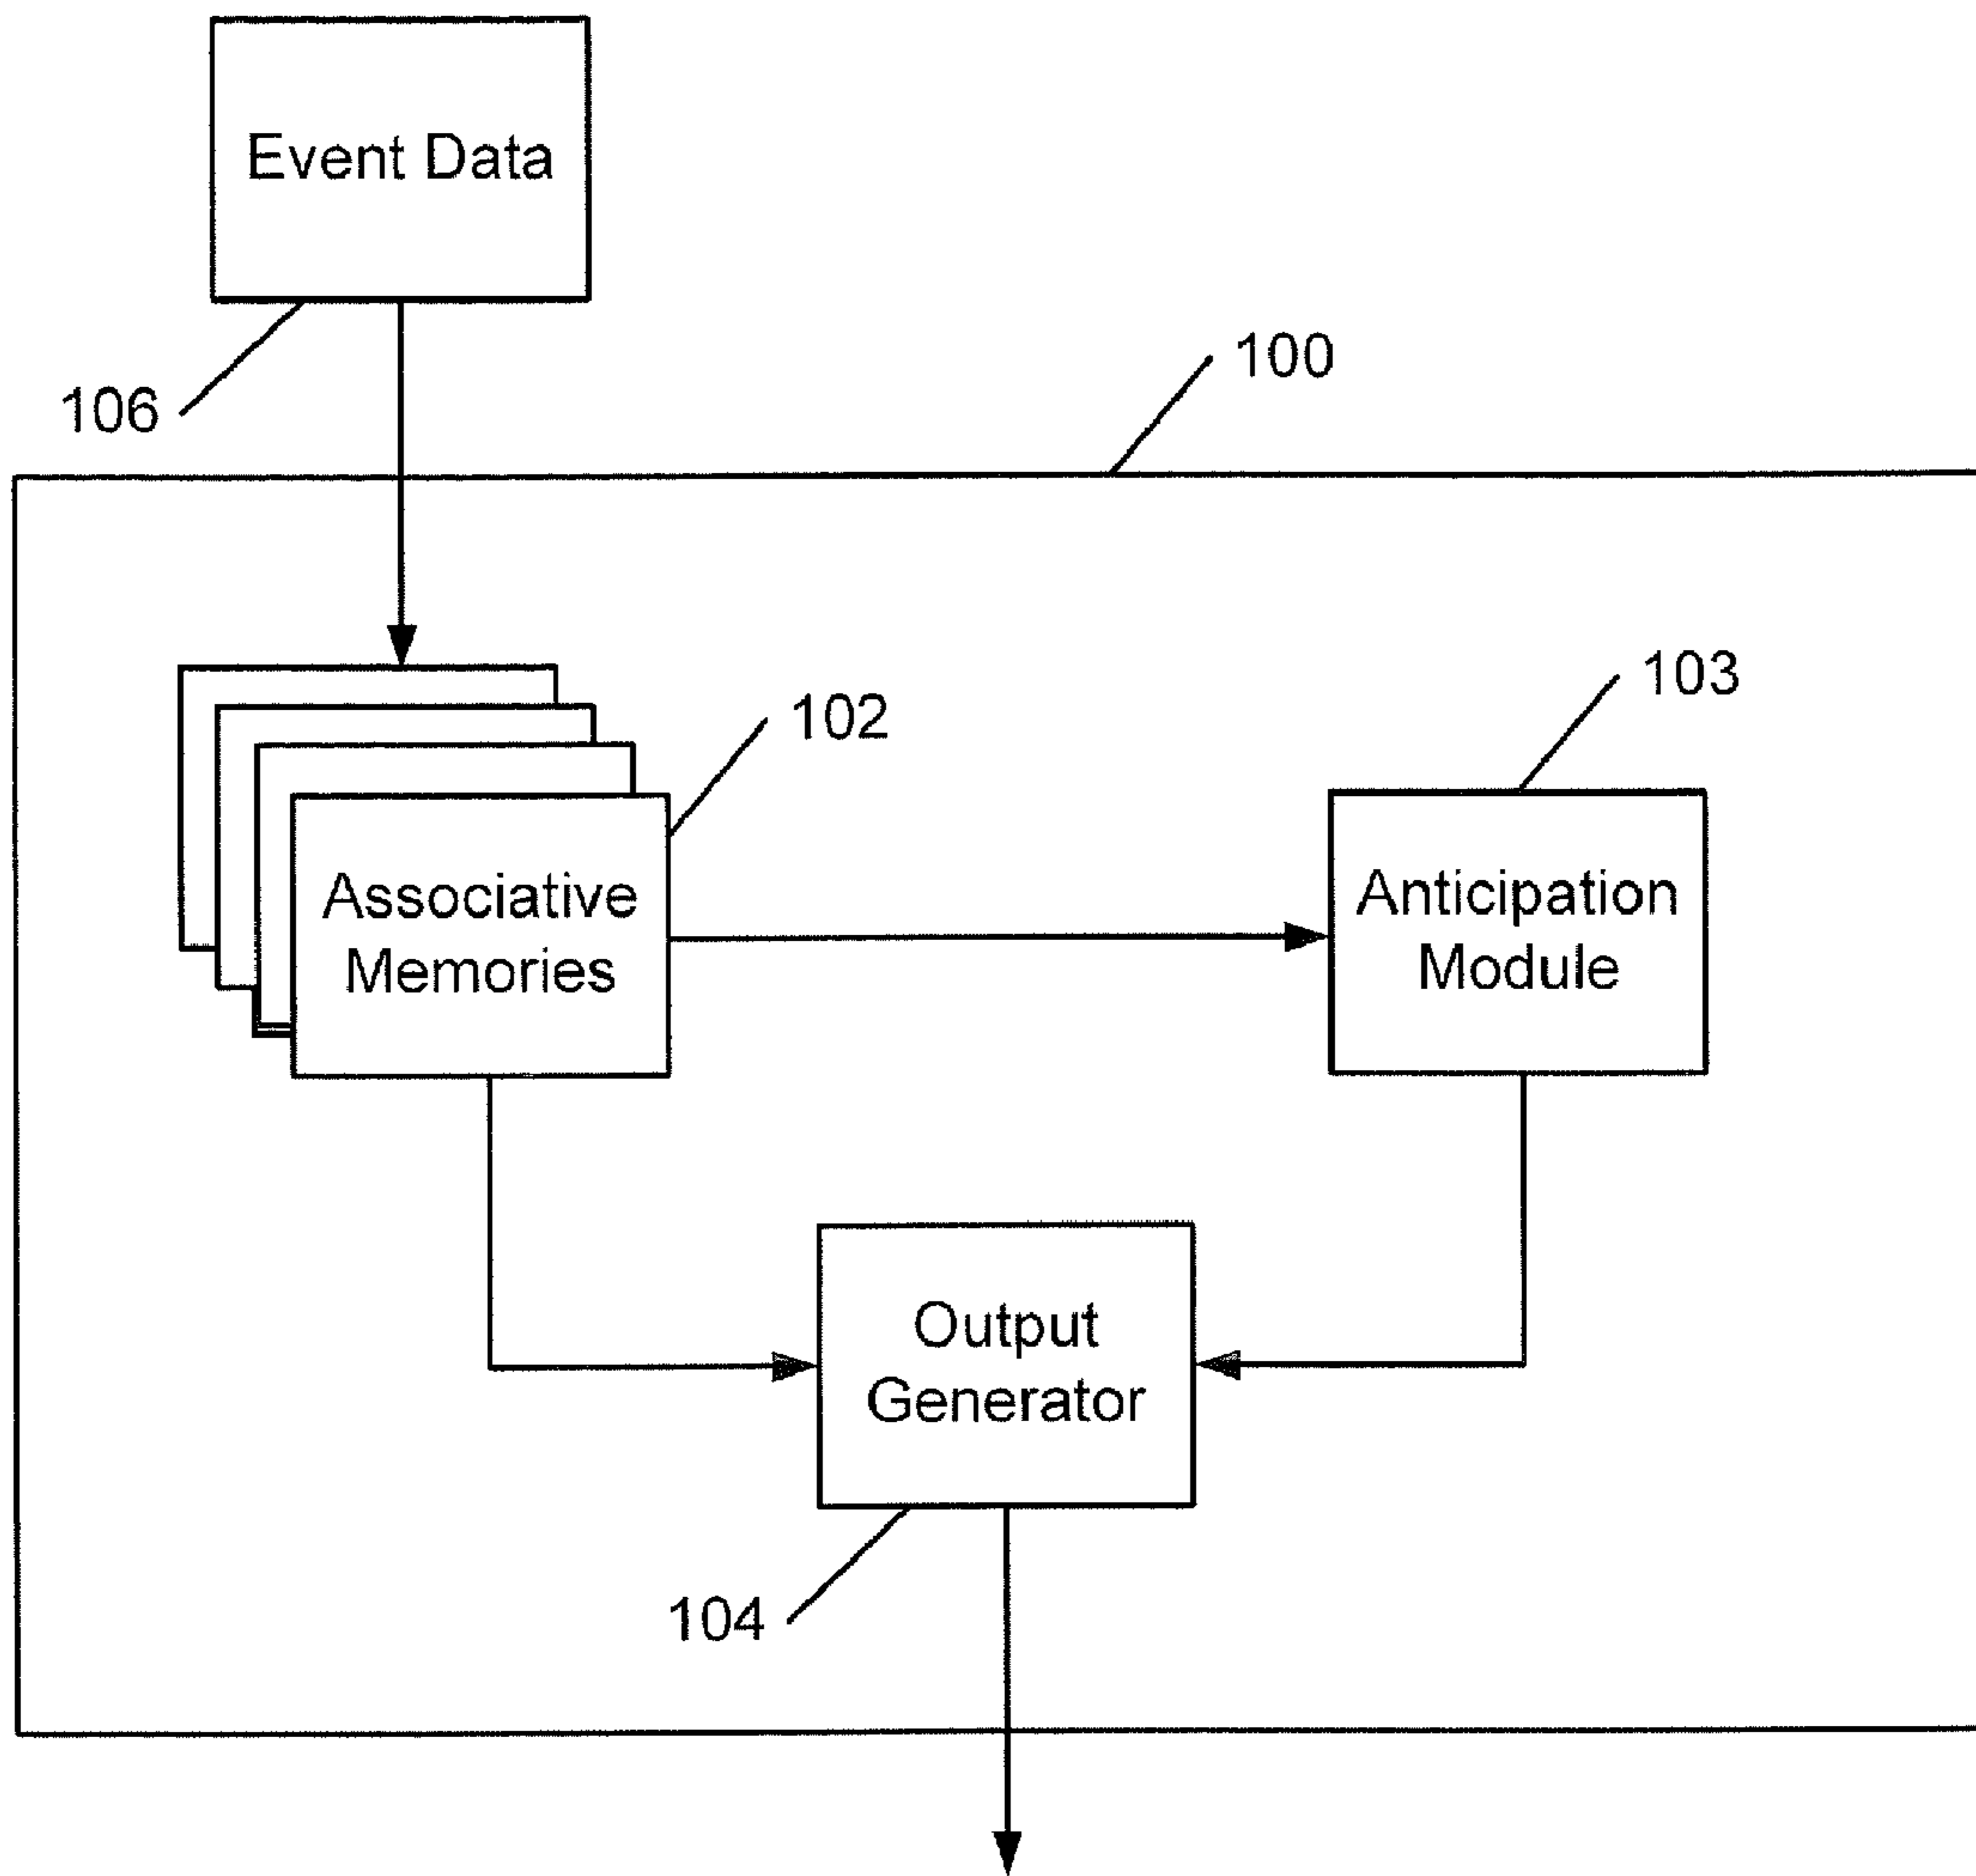 Event Data
106
100
102
103
Associative
Memories
Anticipation
Module
Output
Generator
104